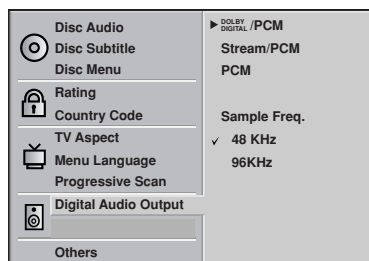 Disc Audio
Disc Subtitle
Disc Menu
Rating
Country Code
TV Aspect
Menu Language
Progressive Scan
Digital Audio Output
Others
DOLBY DIGITAL /PCM
Stream/PCM
PCM
Sample Freq.
✓ 48 KHz
96KHz